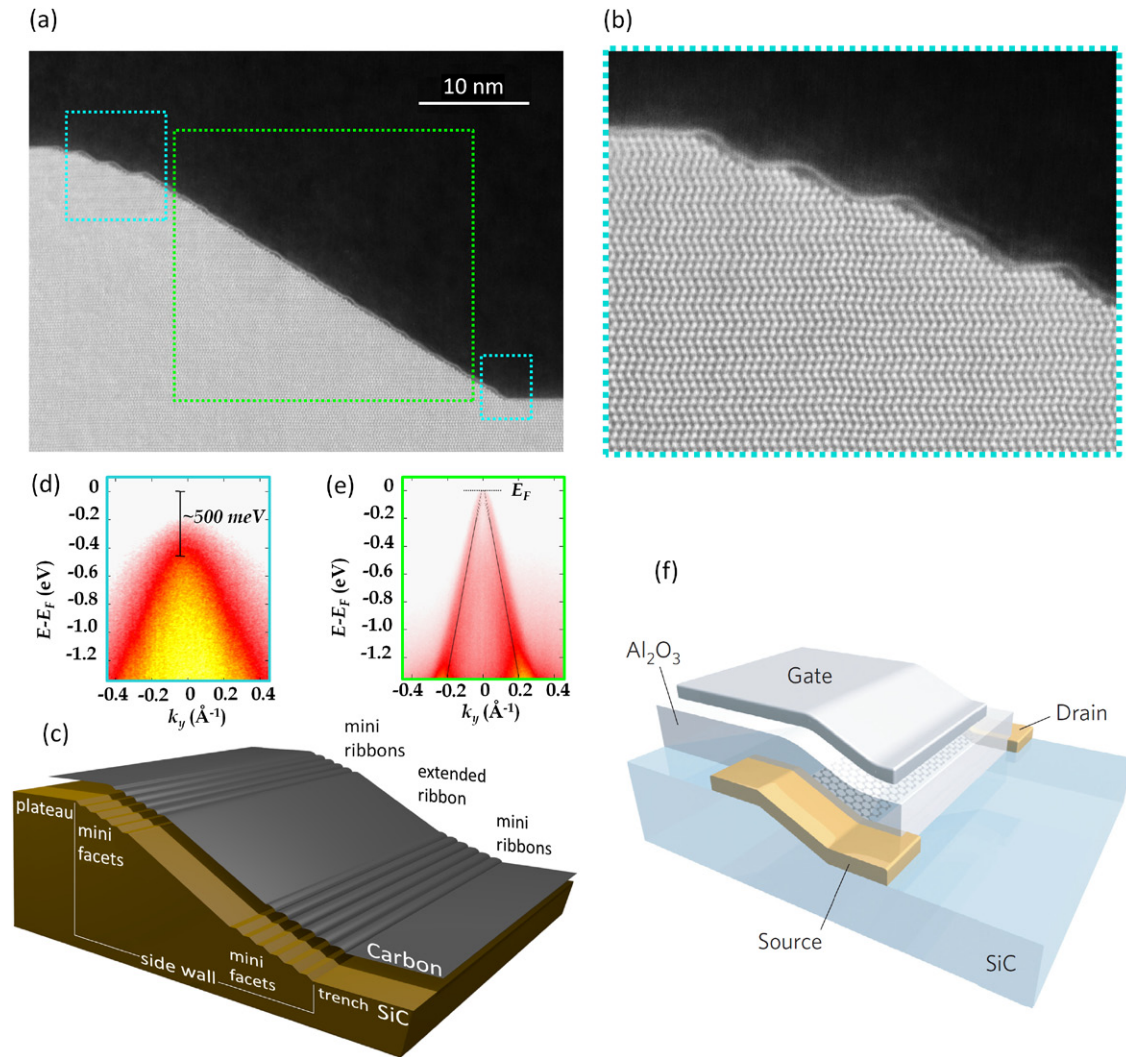 (a)
10 nm
(b)
(d)
0
-0.2
-0.4
-0.6
-0.8
-1.0
-1.2
E-E_F (eV)
~500 meV
-0.4 -0.2 0 0.2 0.4
k_y (Å⁻¹)
(e)
0
-0.2
-0.4
-0.6
-0.8
-1.0
-1.2
E-E_F (eV)
E_F
-0.4 -0.2 0 0.2 0.4
k_y (Å⁻¹)
(c)
mini
ribbons
extended
ribbon
mini
ribbons
plateau
mini
facets
side wall
mini
facets
trench
Carbon
SiC
(f)
Al₂O₃
Gate
Drain
Source
SiC